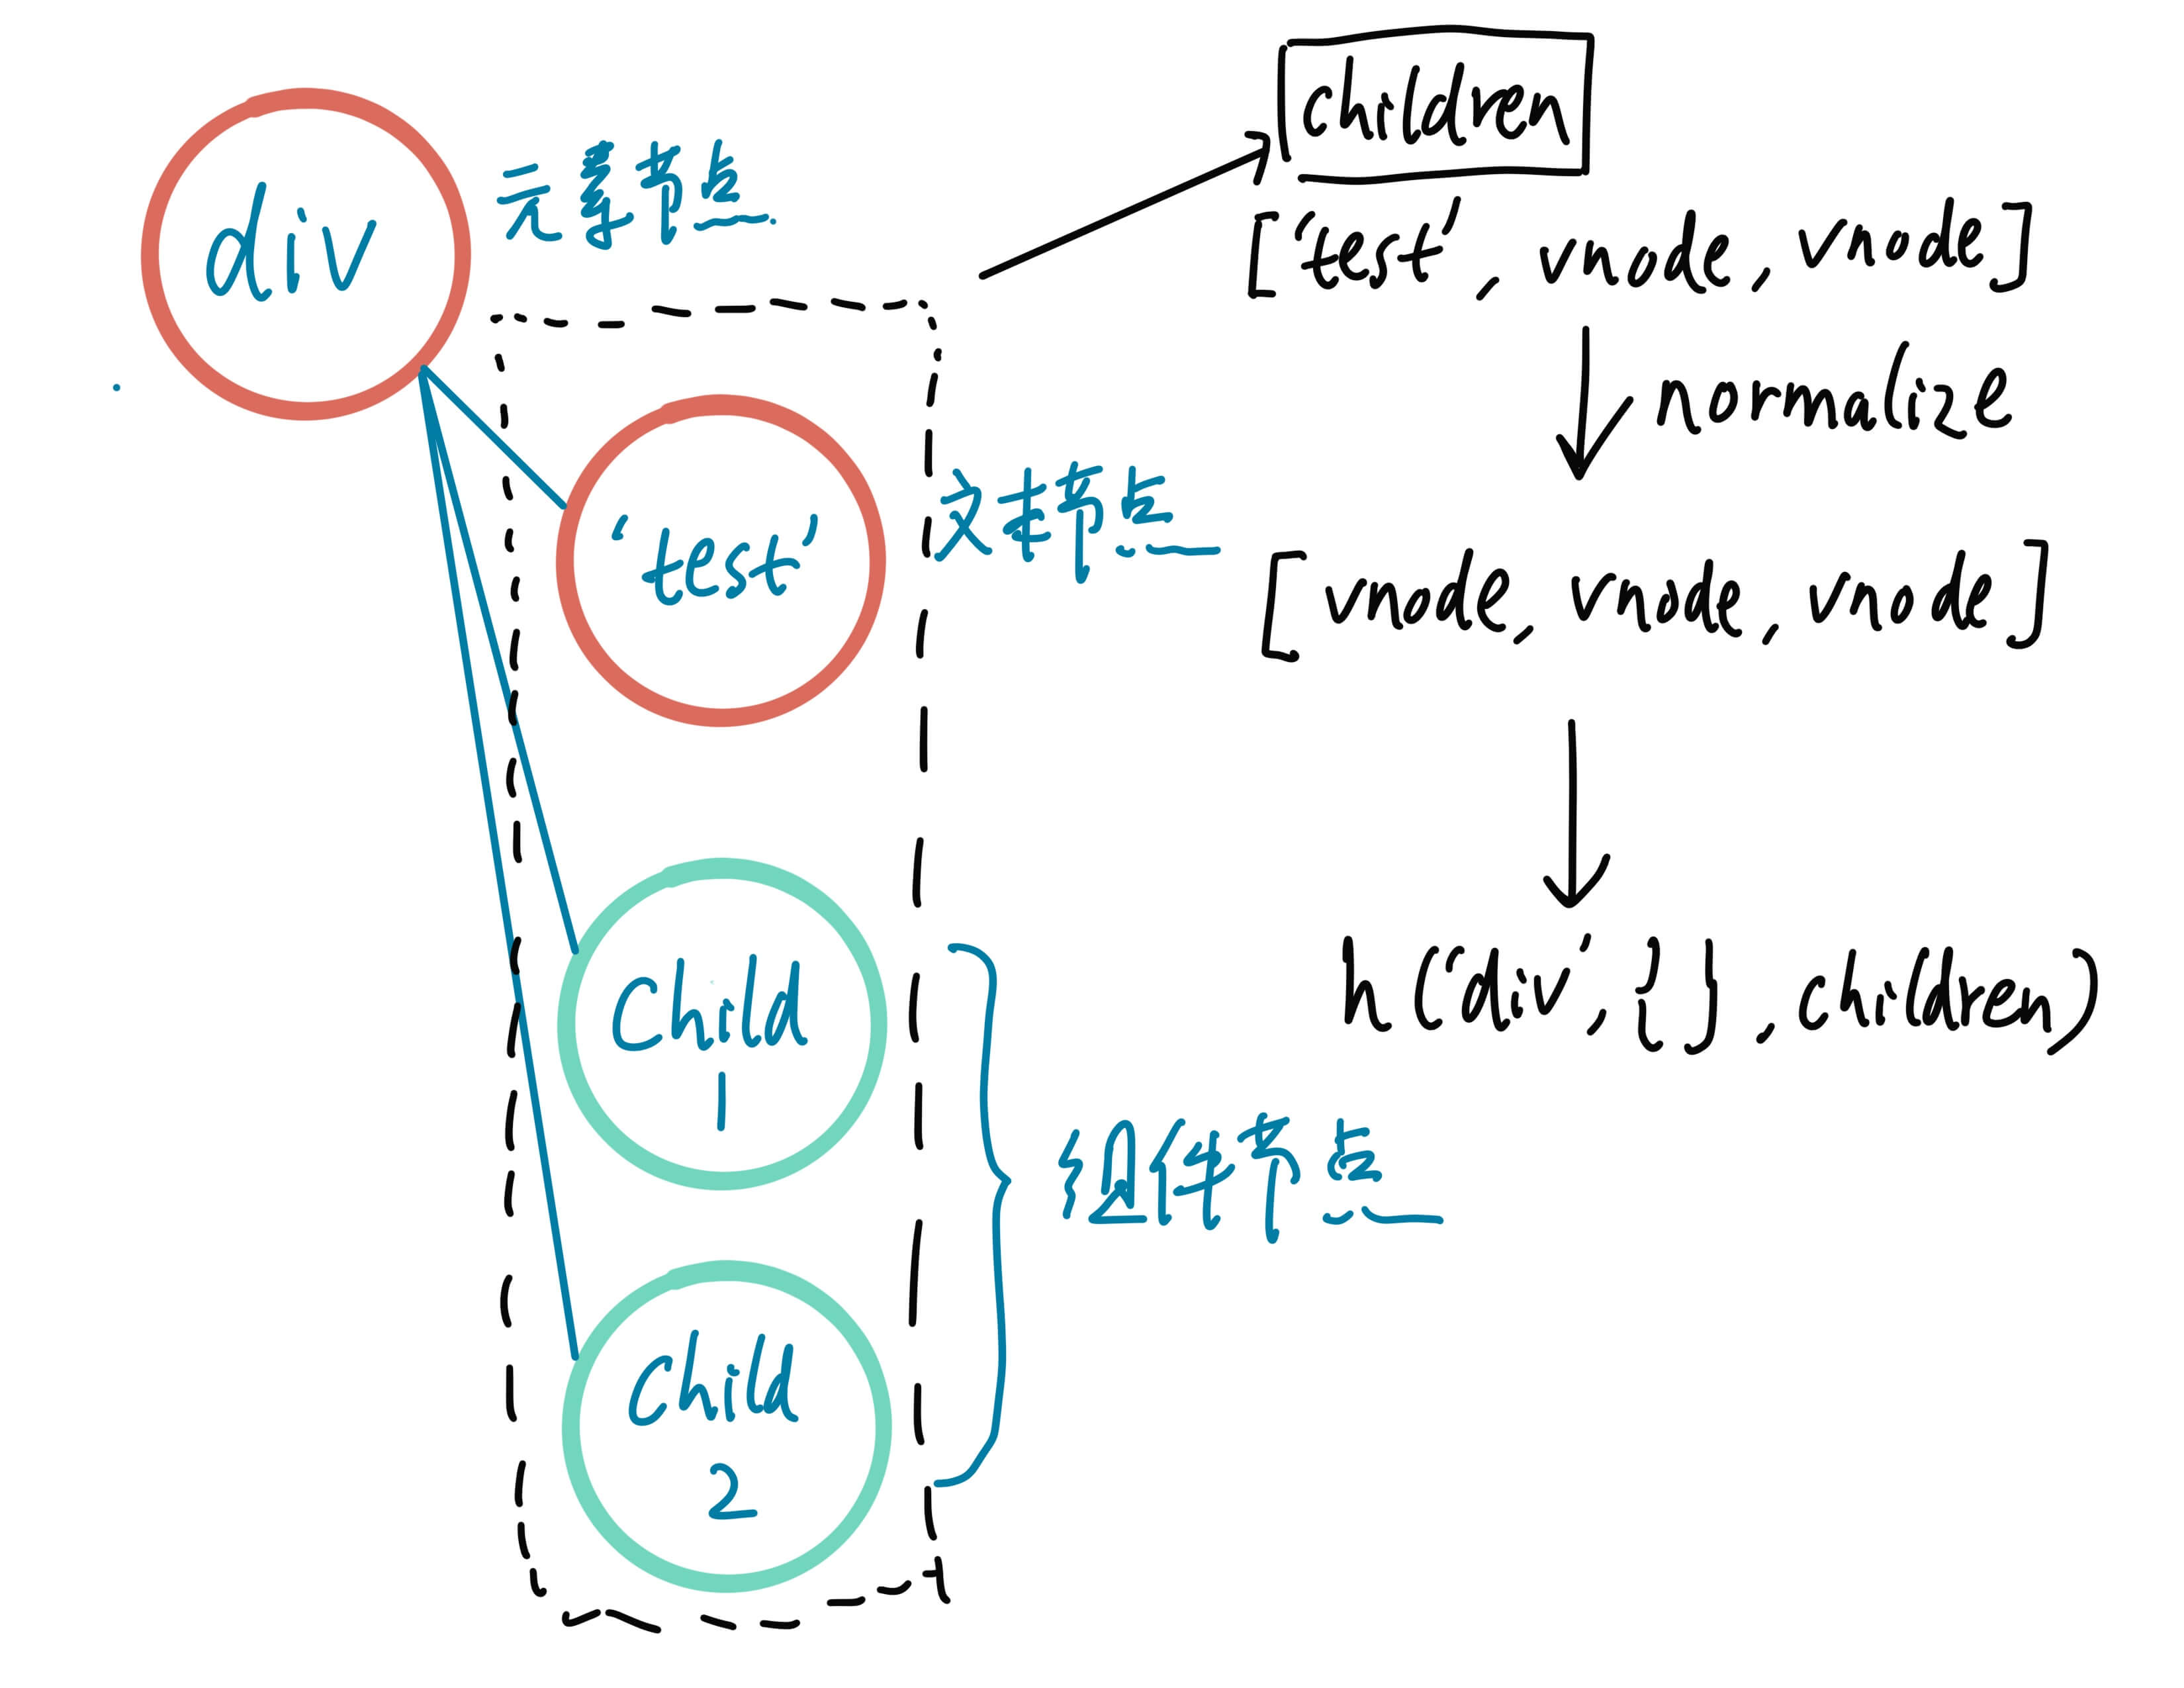 div
元素节点
children
['test', vnode, vnode]
normalize
'test'
文本节点
[vnode, vnode, vnode]
Child
1
h('div', {}, children)
组件节点
Child
2